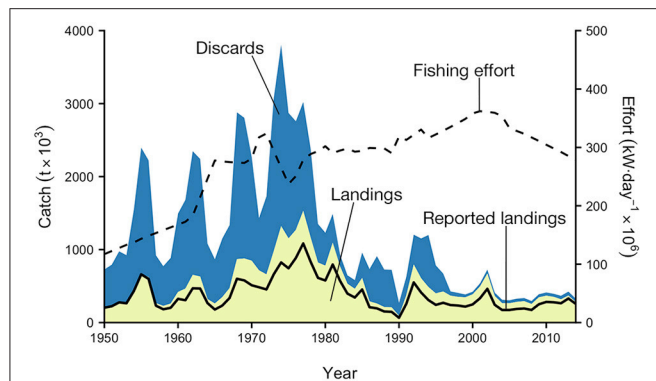 4000
3000
2000
1000
0
Catch (t × 10³)
500
400
300
200
100
0
Effort (kW·day⁻¹ × 10⁶)
Discards
Fishing effort
Landings
Reported landings
1950
1960
1970
1980
1990
2000
2010
Year